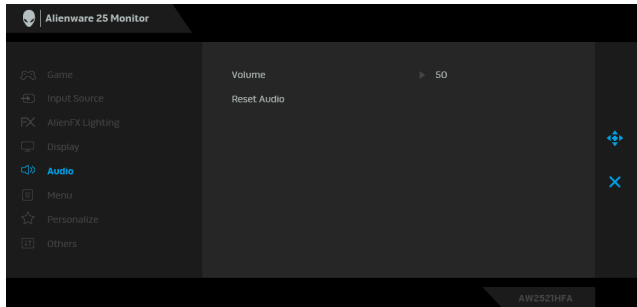 Alienware 25 Monitor
Game
Input Source
AlienFX Lighting
Display
Audio
Menu
Personalize
Others
Volume 50
Reset Audio
AW2521HFA